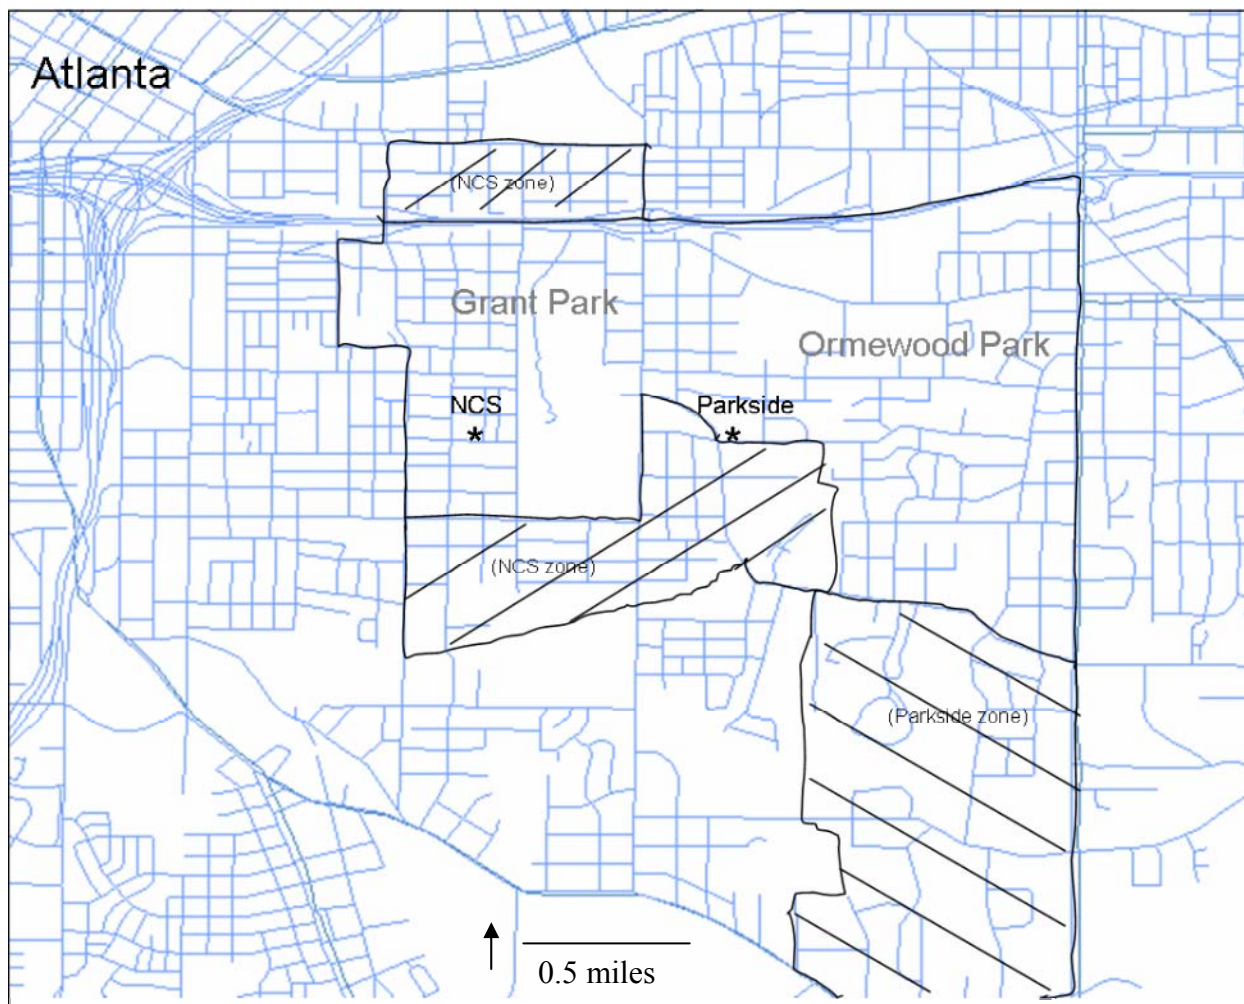 Atlanta
(NCS zone)
Grant Park
Ormewood Park
NCS
Parkside
*
*
(NCS zone)
(Parkside zone)
0.5 miles